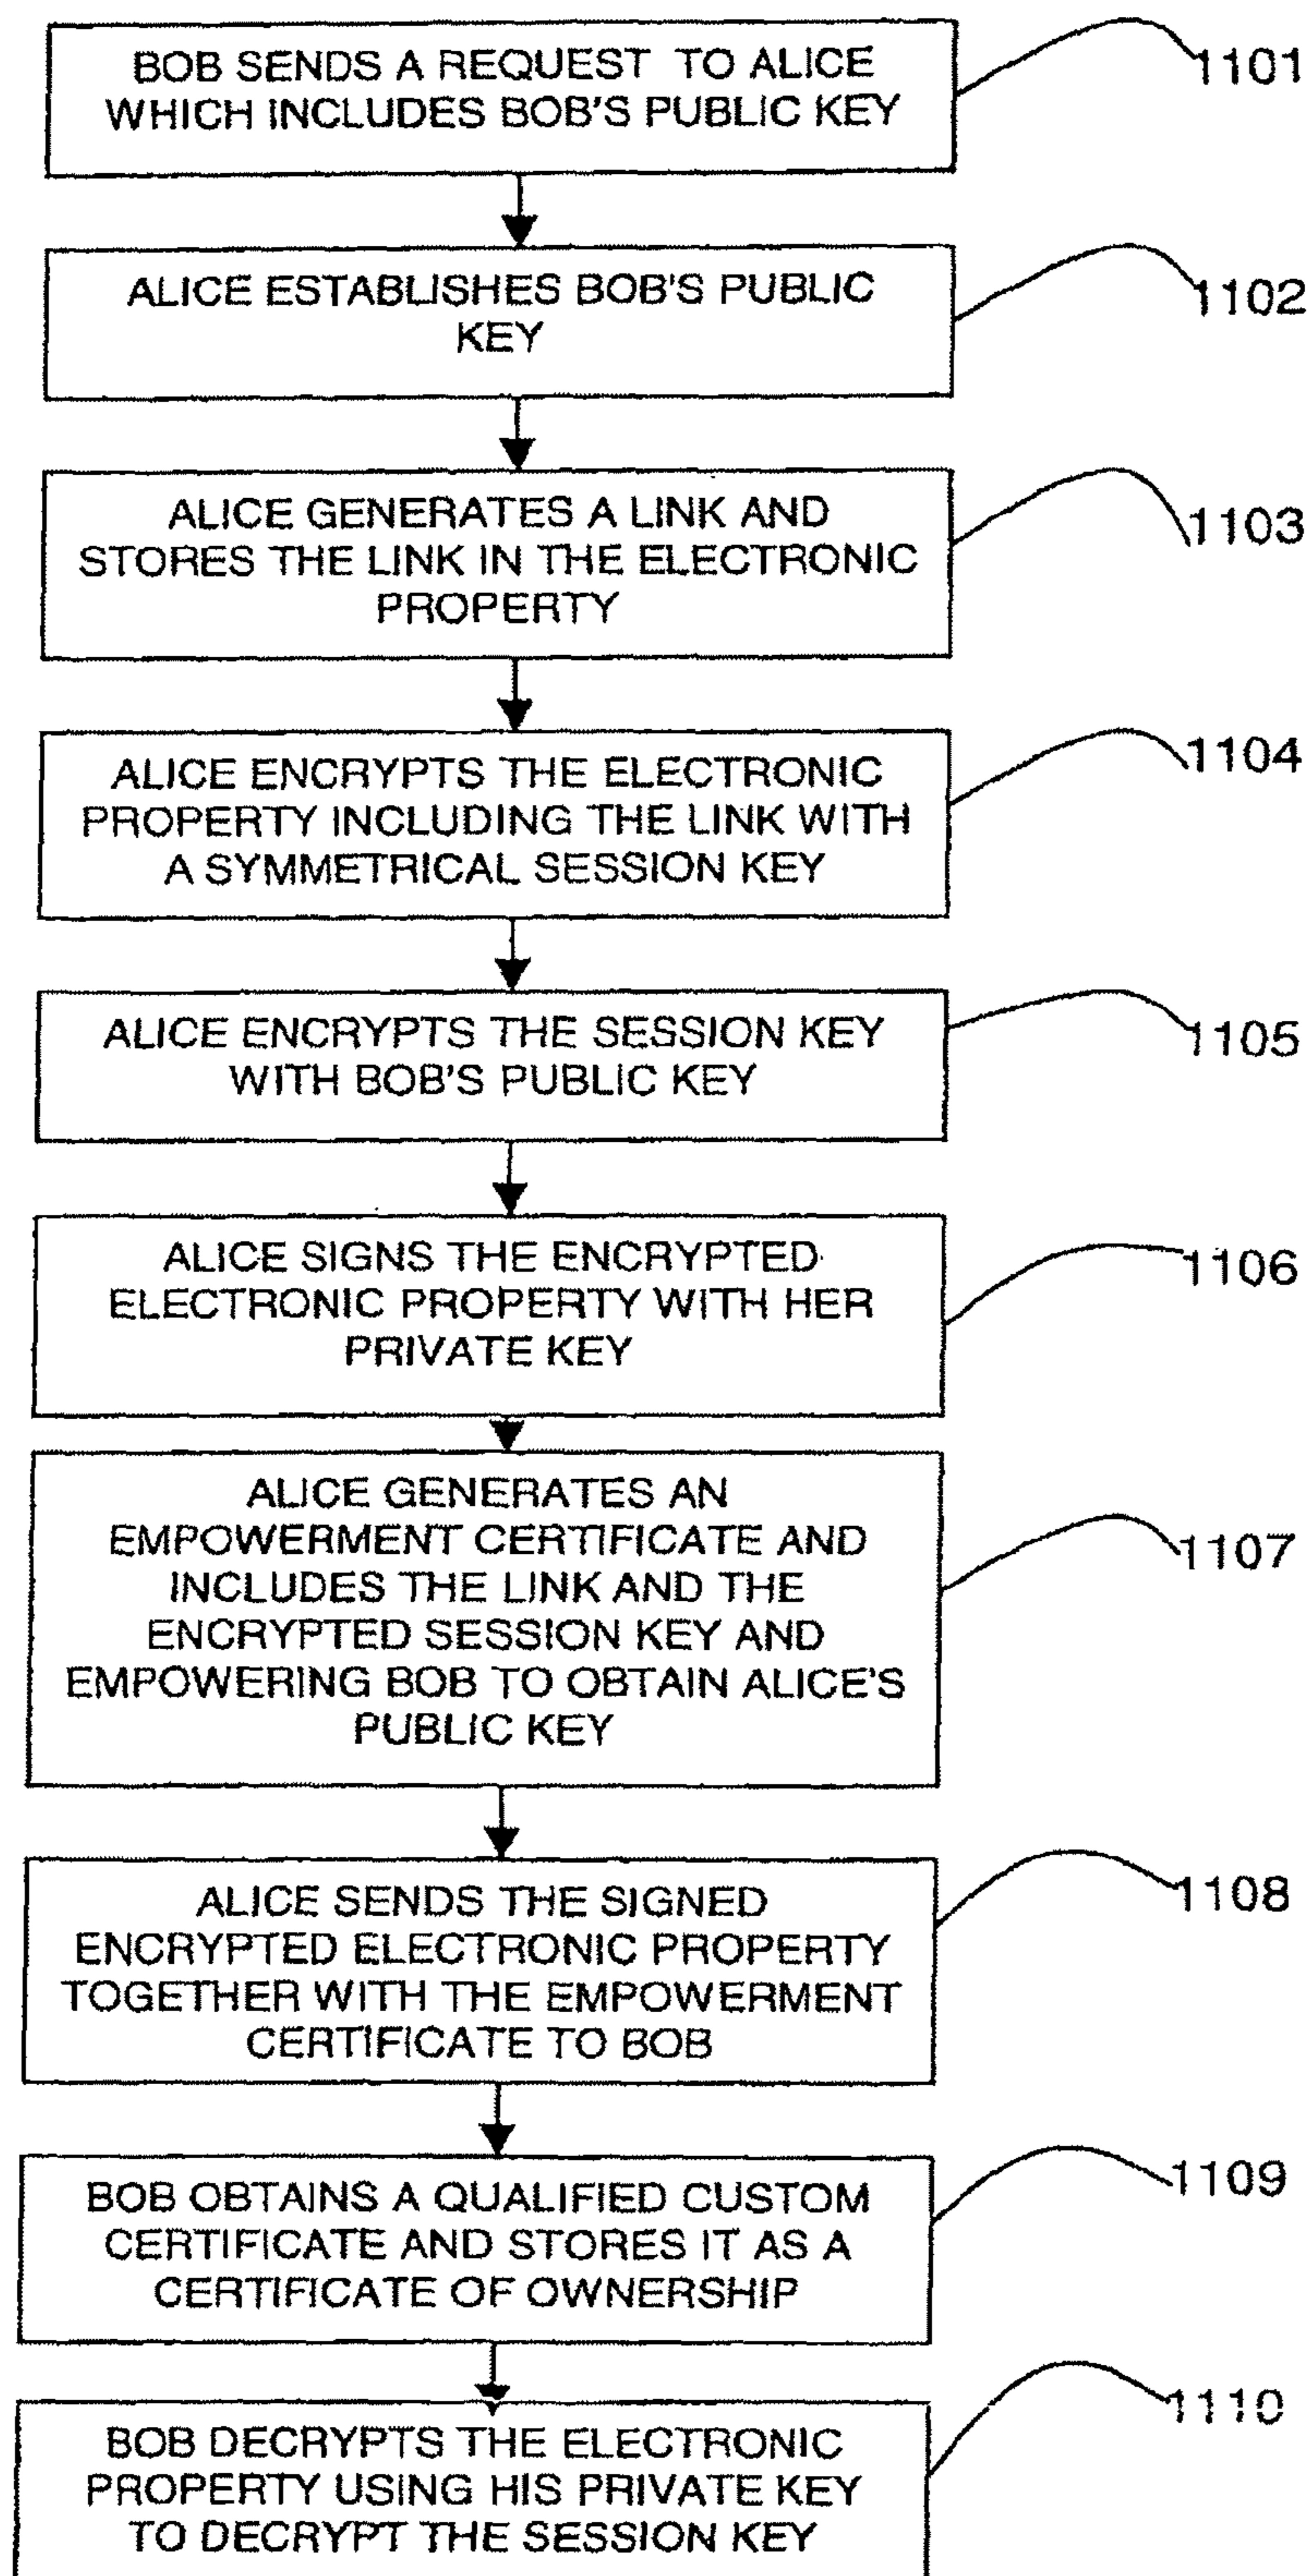 BOB SENDS A REQUEST TO ALICE
WHICH INCLUDES BOB'S PUBLIC KEY
1101
ALICE ESTABLISHES BOB'S PUBLIC
KEY
1102
ALICE GENERATES A LINK AND
STORES THE LINK IN THE ELECTRONIC
PROPERTY
1103
ALICE ENCRYPTS THE ELECTRONIC
PROPERTY INCLUDING THE LINK WITH
A SYMMETRICAL SESSION KEY
1104
ALICE ENCRYPTS THE SESSION KEY
WITH BOB'S PUBLIC KEY
1105
ALICE SIGNS THE ENCRYPTED
ELECTRONIC PROPERTY WITH HER
PRIVATE KEY
1106
ALICE GENERATES AN
EMPOWERMENT CERTIFICATE AND
INCLUDES THE LINK AND THE
ENCRYPTED SESSION KEY AND
EMPOWERING BOB TO OBTAIN ALICE'S
PUBLIC KEY
1107
ALICE SENDS THE SIGNED
ENCRYPTED ELECTRONIC PROPERTY
TOGETHER WITH THE EMPOWERMENT
CERTIFICATE TO BOB
1108
BOB OBTAINS A QUALIFIED CUSTOM
CERTIFICATE AND STORES IT AS A
CERTIFICATE OF OWNERSHIP
1109
BOB DECRYPTS THE ELECTRONIC
PROPERTY USING HIS PRIVATE KEY
TO DECRYPT THE SESSION KEY
1110